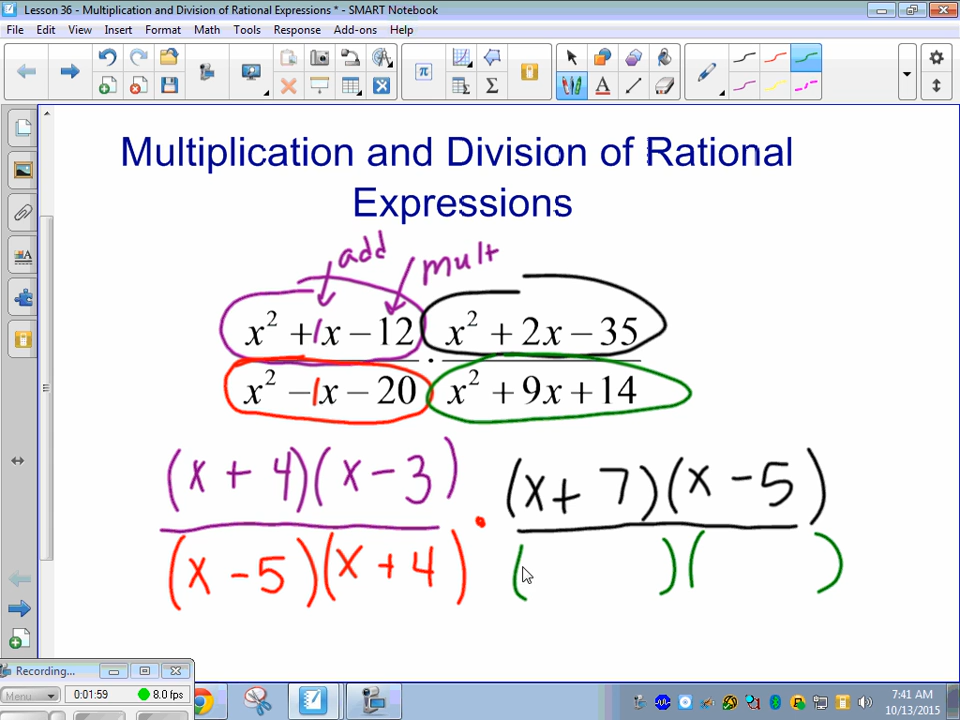 Lesson 36 - Multiplication and Division of Rational Expressions * - SMART Notebook
File Edit View Insert Format Math Tools Response Add-ons Help
Multiplication and Division of Rational
Expressions
add
mult
x² + 1x − 12 x² + 2x − 35
·
x² − 1x − 20 x² + 9x + 14
(x + 4)(x − 3) (x + 7)(x − 5)
·
(x − 5)(x + 4) ( )( )
Recording...
Menu 0:01:59 8.0 fps
7:41 AM
10/13/2015